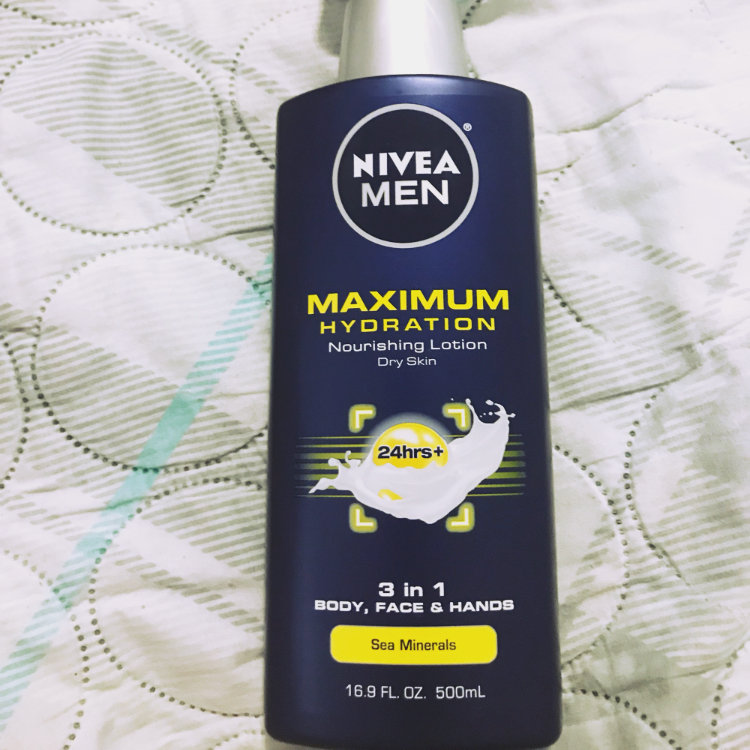 NIVEA
MEN
®
MAXIMUM
HYDRATION
Nourishing Lotion
Dry Skin
24hrs+
3 in 1
BODY, FACE & HANDS
Sea Minerals
16.9 FL. OZ. 500mL